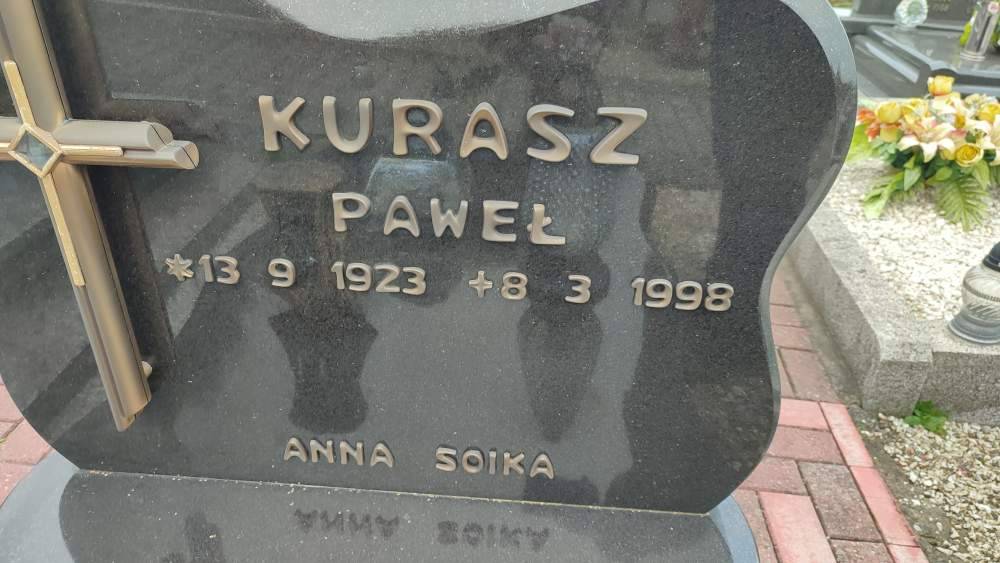 KURASZ
PAWEŁ
*13 9 1923 +8 3 1998
ANNA SOIKA